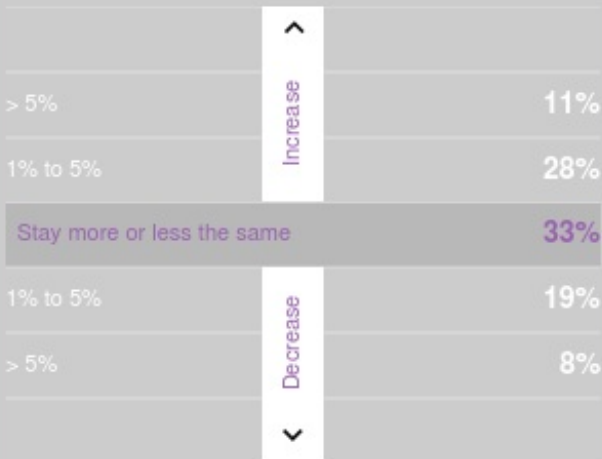 Increase
> 5% 11%
1% to 5% 28%
Stay more or less the same 33%
Decrease
1% to 5% 19%
> 5% 8%